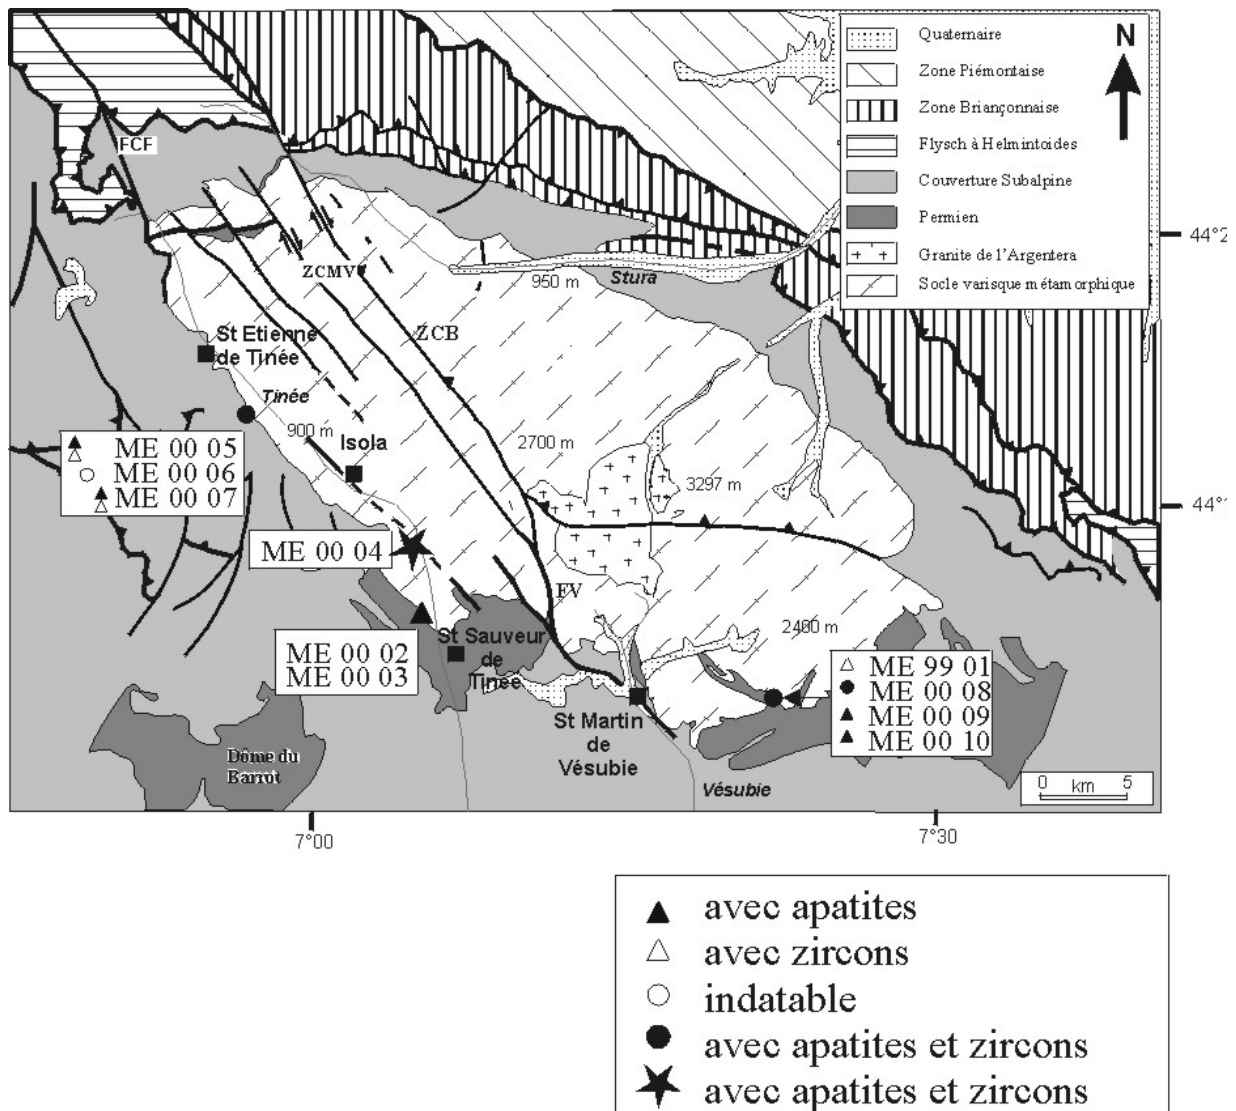 Quaternaire
N
Zone Piémontaise
Zone Briançonnaise
Flysch à Helmintoides
Couverture Subalpine
Permien
Granite de l'Argentera
Socle varisque métamorphique
44°2
FCF
ZCMV
950 m
Stura
St Etienne
de Tinée
ZCB
Tinée
900 m
Isola
2700 m
3297 m
44°1
ME 00 05
ME 00 06
ME 00 07
ME 00 04
FV
2400 m
ME 00 02
ME 00 03
St Sauveur
de
Tinée
ME 99 01
ME 00 08
ME 00 09
ME 00 10
St Martin
de
Vésubie
Dôme du
Barrot
Vésubie
0 km 5
7°00
7°30
avec apatites
avec zircons
indatable
avec apatites et zircons
avec apatites et zircons